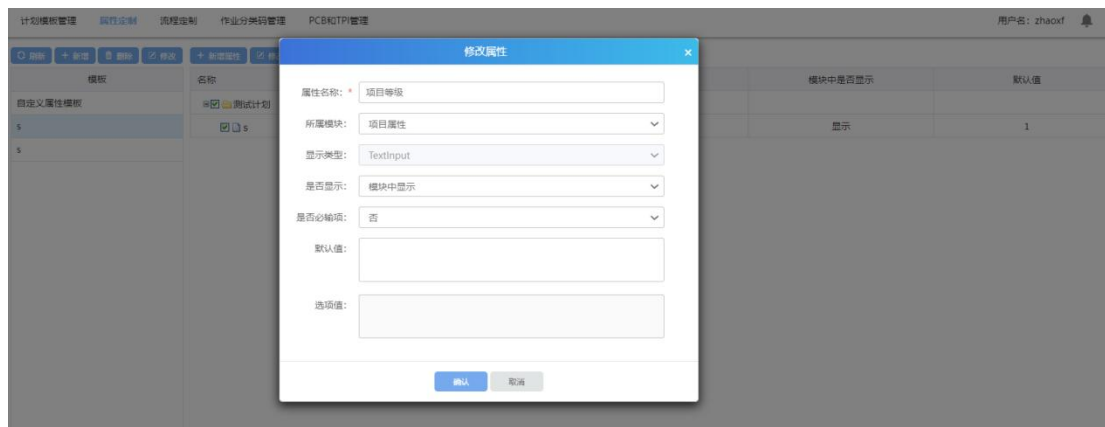 计划模板管理 属性定制 流程定制 作业分类码管理 PCB和TPI管理 用户名：zhaoxf
刷新 + 新增 删除 修改 + 新增属性
修改属性 ×
模板 名称 模块中是否显示 默认值
自定义属性模板 测试计划
s s 显示 1
s
属性名称： * 项目等级
所属模块： 项目属性
显示类型： TextInput
是否显示： 模块中显示
是否必输项： 否
默认值：
选项值：
确认 取消